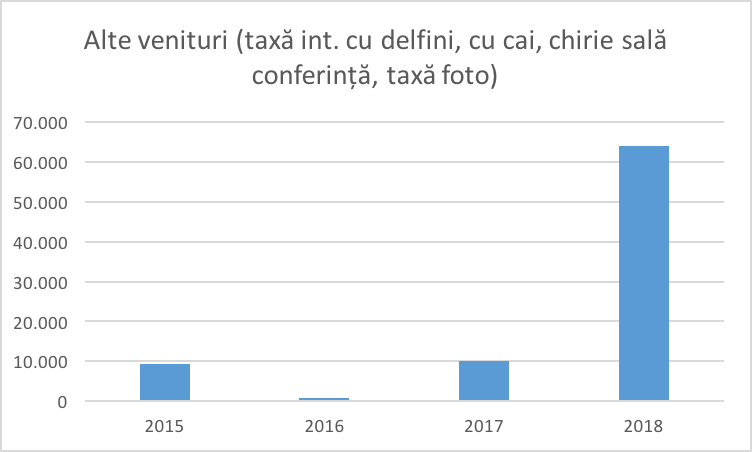 Alte venituri (taxă int. cu delfini, cu cai, chirie sală
conferință, taxă foto)
70.000
60.000
50.000
40.000
30.000
20.000
10.000
0
2015 2016 2017 2018